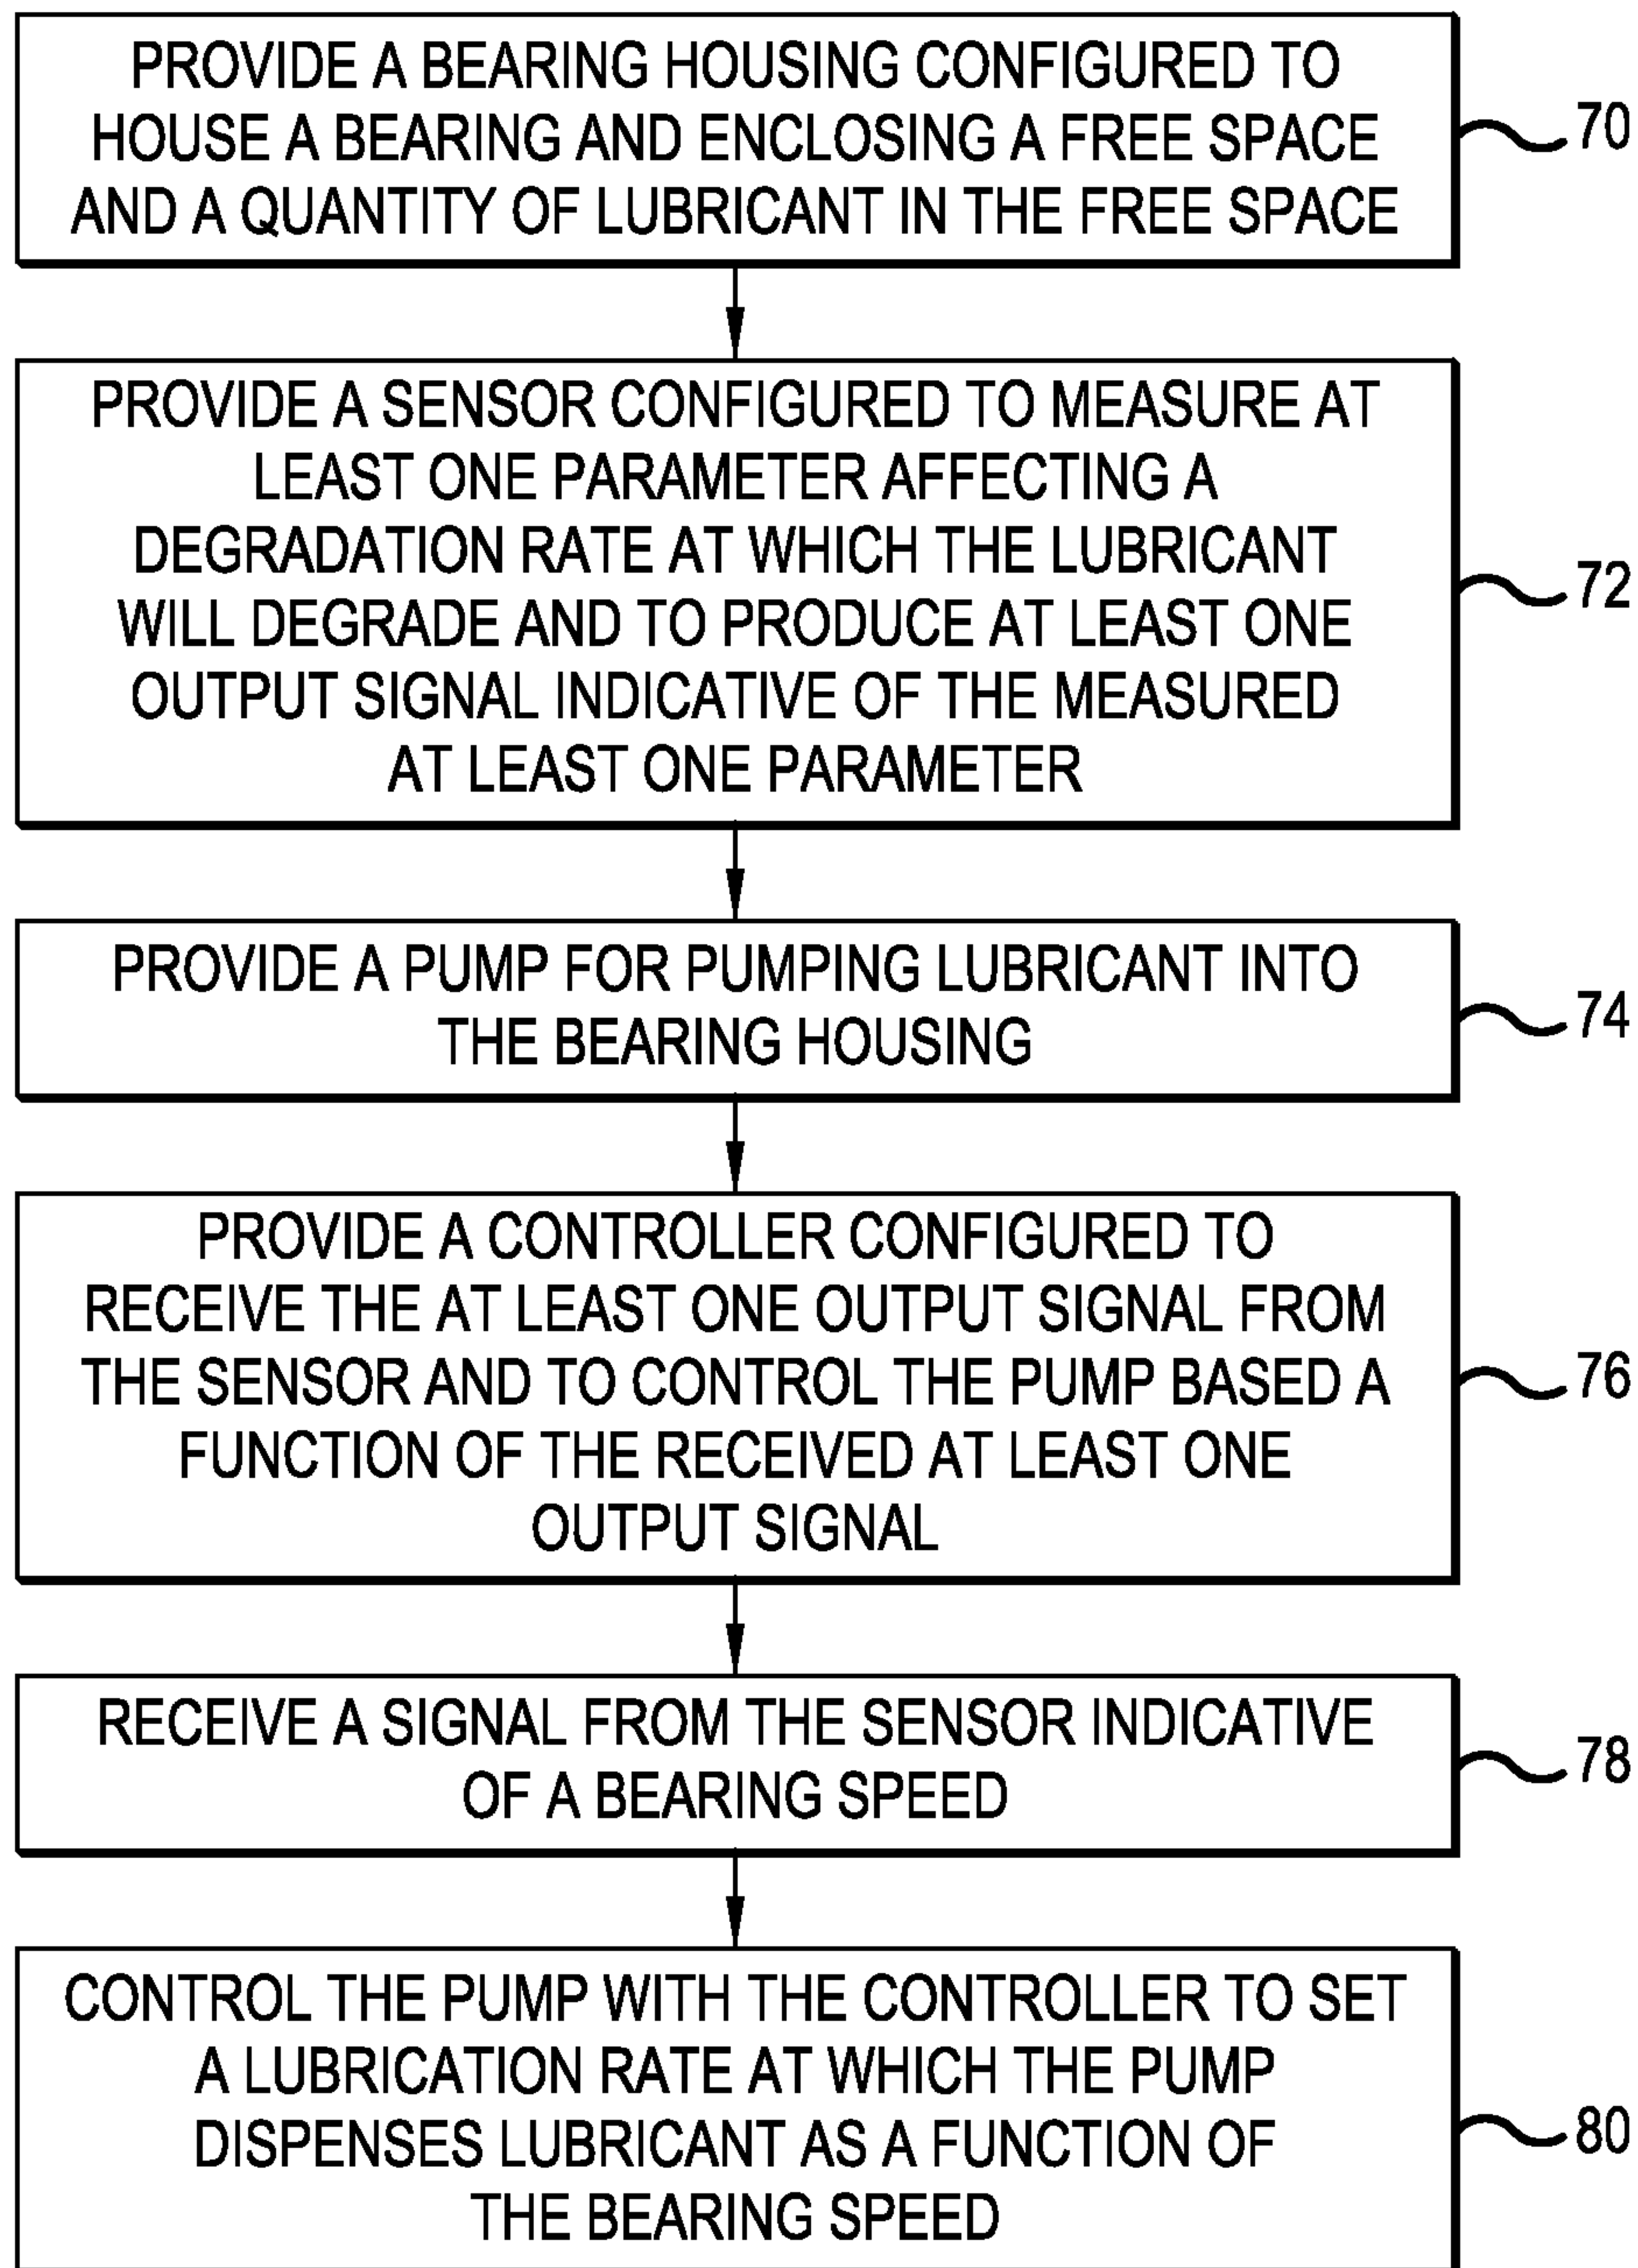 PROVIDE A BEARING HOUSING CONFIGURED TO
HOUSE A BEARING AND ENCLOSING A FREE SPACE
AND A QUANTITY OF LUBRICANT IN THE FREE SPACE
70
PROVIDE A SENSOR CONFIGURED TO MEASURE AT
LEAST ONE PARAMETER AFFECTING A
DEGRADATION RATE AT WHICH THE LUBRICANT
WILL DEGRADE AND TO PRODUCE AT LEAST ONE
OUTPUT SIGNAL INDICATIVE OF THE MEASURED
AT LEAST ONE PARAMETER
72
PROVIDE A PUMP FOR PUMPING LUBRICANT INTO
THE BEARING HOUSING
74
PROVIDE A CONTROLLER CONFIGURED TO
RECEIVE THE AT LEAST ONE OUTPUT SIGNAL FROM
THE SENSOR AND TO CONTROL THE PUMP BASED A
FUNCTION OF THE RECEIVED AT LEAST ONE
OUTPUT SIGNAL
76
RECEIVE A SIGNAL FROM THE SENSOR INDICATIVE
OF A BEARING SPEED
78
CONTROL THE PUMP WITH THE CONTROLLER TO SET
A LUBRICATION RATE AT WHICH THE PUMP
DISPENSES LUBRICANT AS A FUNCTION OF
THE BEARING SPEED
80